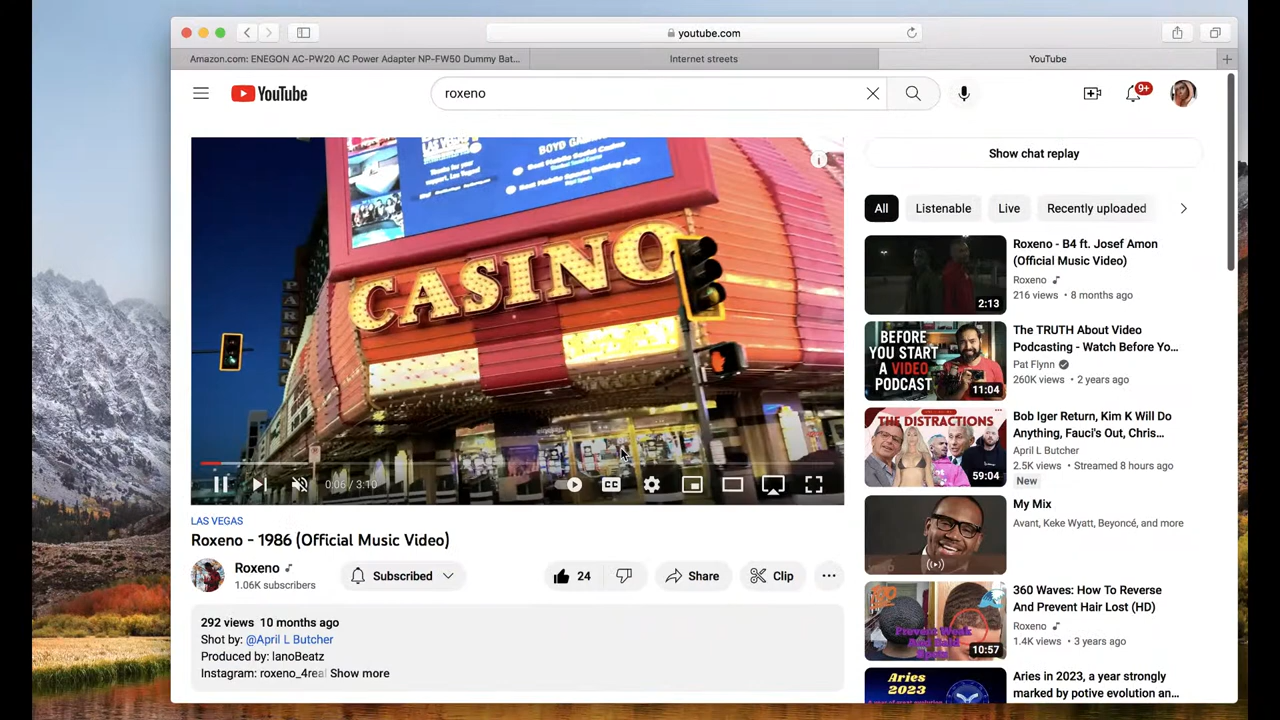 youtube.com
Amazon.com: ENEGON AC-PW20 AC Power Adapter NP-FW50 Dummy Bat...
Internet streets
YouTube
YouTube
roxeno
9+
LAS VEGAS
BOYD
CASINO
PARK
0:06 / 3:10
CC
LAS VEGAS
Roxeno - 1986 (Official Music Video)
Roxeno
1.06K subscribers
Subscribed
24
Share
Clip
292 views 10 months ago
Shot by: @April L Butcher
Produced by: IanoBeatz
Instagram: roxeno_4real Show more
Show chat replay
All
Listenable
Live
Recently uploaded
2:13
Roxeno - B4 ft. Josef Amon
(Official Music Video)
Roxeno
216 views • 8 months ago
BEFORE
YOU START
A VIDEO
PODCAST
11:04
The TRUTH About Video
Podcasting - Watch Before Yo...
Pat Flynn
260K views • 2 years ago
THE DISTRACTIONS
59:04
Bob Iger Return, Kim K Will Do
Anything, Fauci's Out, Chris...
April L Butcher
2.5K views • Streamed 8 hours ago
New
My Mix
Avant, Keke Wyatt, Beyoncé, and more
10:57
360 Waves: How To Reverse
And Prevent Hair Lost (HD)
Roxeno
1.4K views • 3 years ago
Aries
2023
Aries in 2023, a year strongly
marked by potive evolution an...